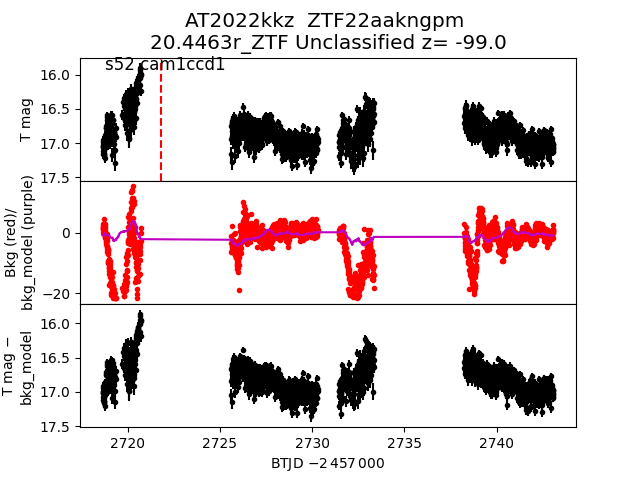 AT2022kkz  ZTF22aakngpm
20.4463r_ZTF Unclassified z= -99.0
s52 cam1ccd1
T mag
16.0
16.5
17.0
17.5
Bkg (red)/
bkg_model (purple)
0
−20
T mag −
bkg_model
16.0
16.5
17.0
17.5
2720
2725
2730
2735
2740
BTJD −2 457 000